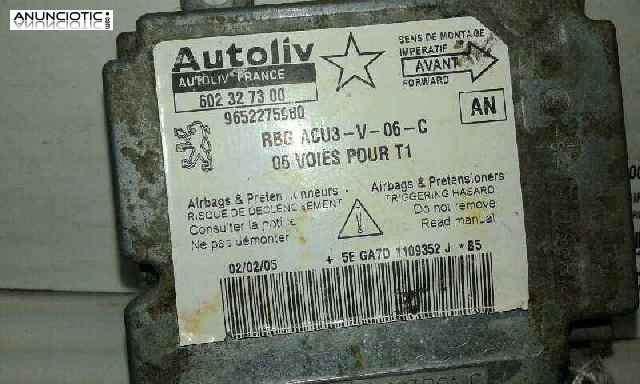 ANUNCIOTIC
Autoliv
AUTOLIV FRANCE
602 32 73 00
9652275980
SENS DE MONTAGE
IMPERATIF
AVANT
FORWARD
AN
RBG ACU3-V-06-C
06 VOIES POUR T1
Airbags & Pretensionneurs
RISQUE DE DECLENCHEMENT
Consulter la notice
Ne pas démonter
Airbags & Pretensioners
TRIGGERING HASARD
Do not remove
Read manual
02/02/05
+ 5E GA7D 1109352 J * 85